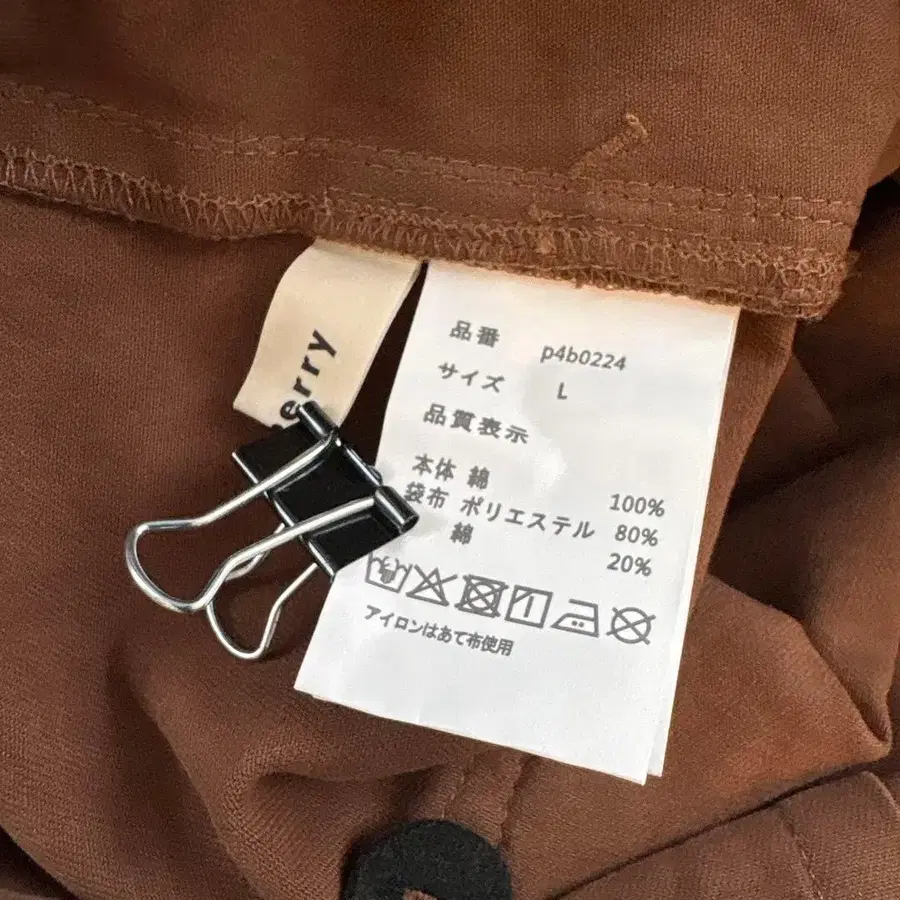 erry
品番 p4b0224
サイズ L
品質表示
本体 綿 100%
袋布 ポリエステル 80%
綿 20%
アイロンはあて布使用